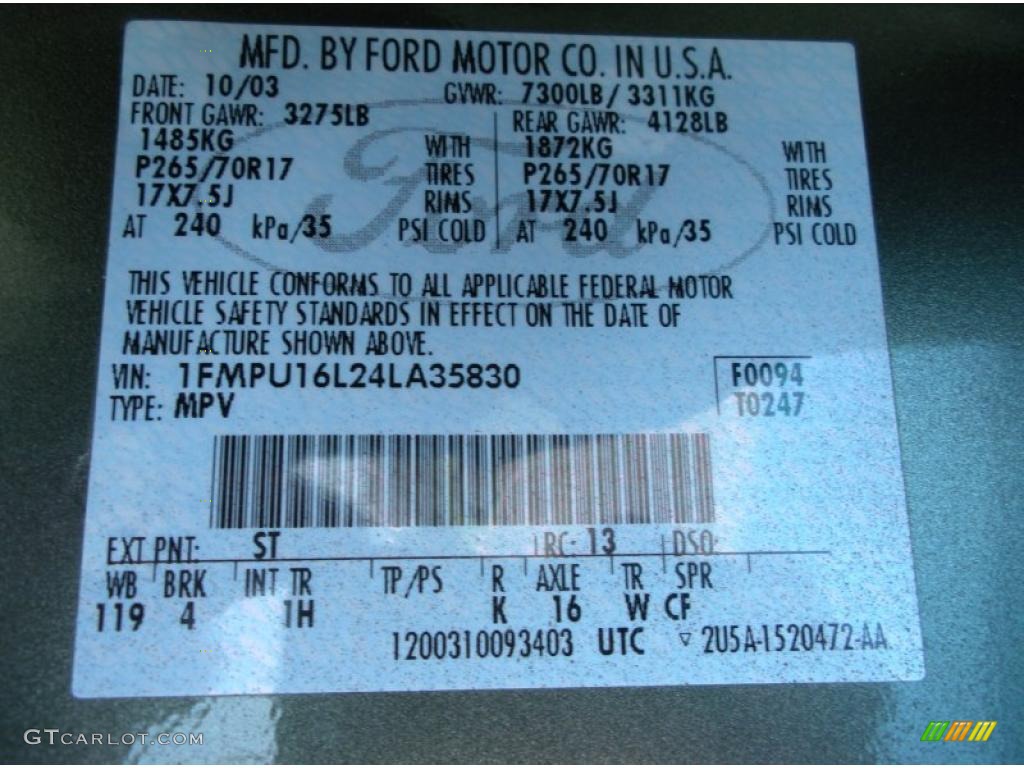 MFD. BY FORD MOTOR CO. IN U.S.A.
DATE: 10/03 GVWR: 7300LB/ 3311KG
FRONT GAWR: 3275LB REAR GAWR: 4128LB
1485KG WITH 1872KG WITH
P265/70R17 TIRES P265/70R17 TIRES
17X7.5J RIMS 17X7.5J RIMS
AT 240 kPa/35 PSI COLD AT 240 kPa/35 PSI COLD
Ford
THIS VEHICLE CONFORMS TO ALL APPLICABLE FEDERAL MOTOR
VEHICLE SAFETY STANDARDS IN EFFECT ON THE DATE OF
MANUFACTURE SHOWN ABOVE.
VIN: 1FMPU16L24LA35830 F0094
TYPE: MPV T0247
EXT PNT: ST RC: 13 DSO:
WB BRK INT TR TP/PS R AXLE TR SPR
119 4 1H K 16 W CF
1200310093403 UTC ▽ 2U5A-1520472-AA
GTCARLOT.COM